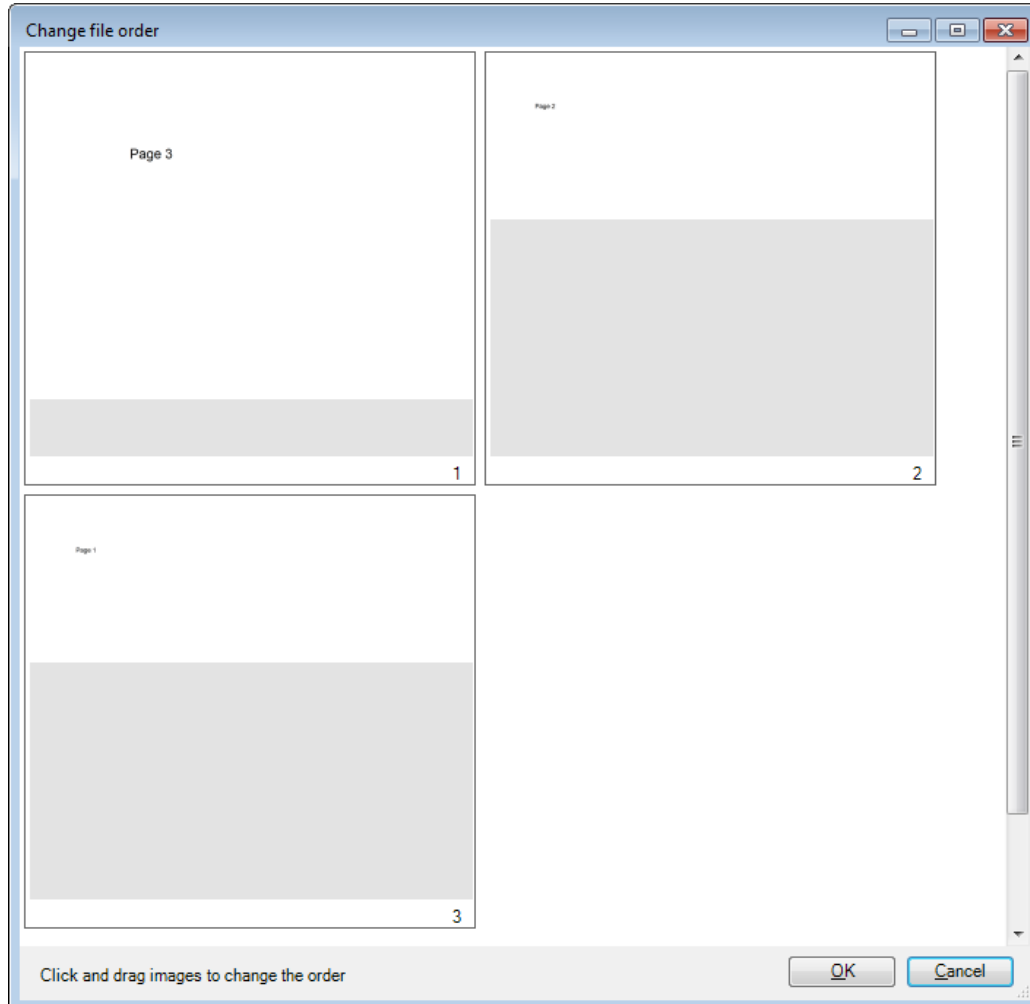 Change file order
Page 3
Page 2
1
2
Page 1
3
Click and drag images to change the order
OK
Cancel